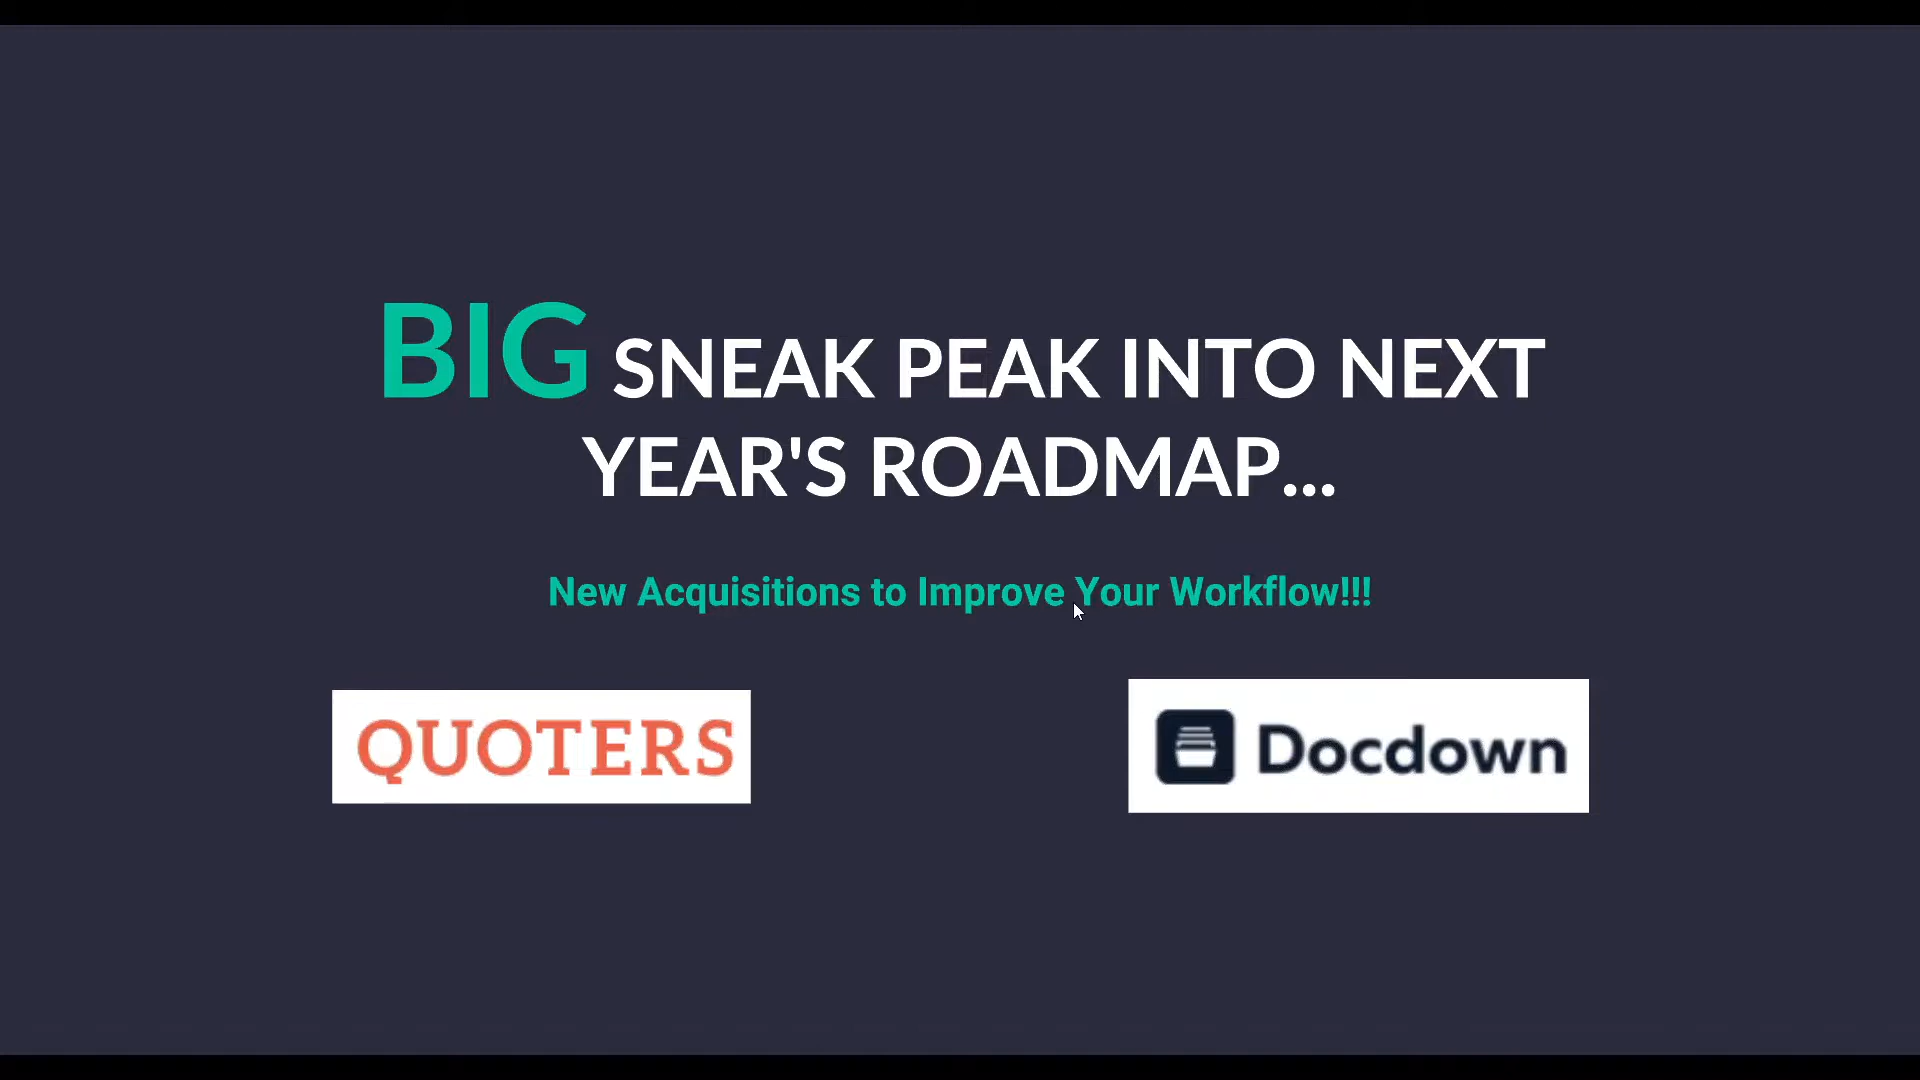 BIG SNEAK PEAK INTO NEXT
YEAR'S ROADMAP...
New Acquisitions to Improve Your Workflow!!!
QUOTERS
Docdown